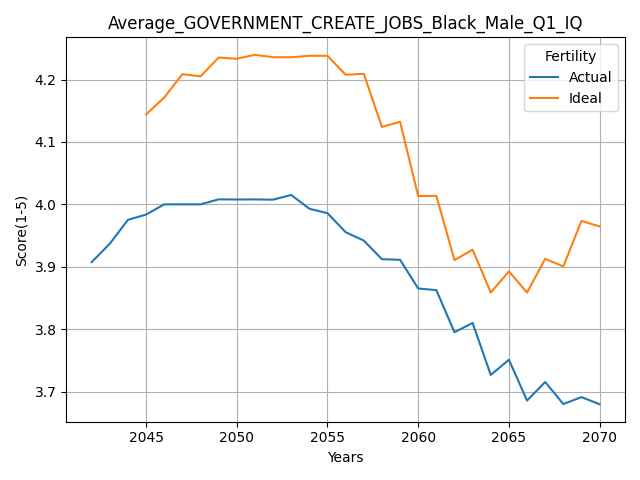 Average_GOVERNMENT_CREATE_JOBS_Black_Male_Q1_IQ
Fertility
Actual
Ideal
Score(1-5)
4.2
4.1
4.0
3.9
3.8
3.7
2045 2050 2055 2060 2065 2070
Years